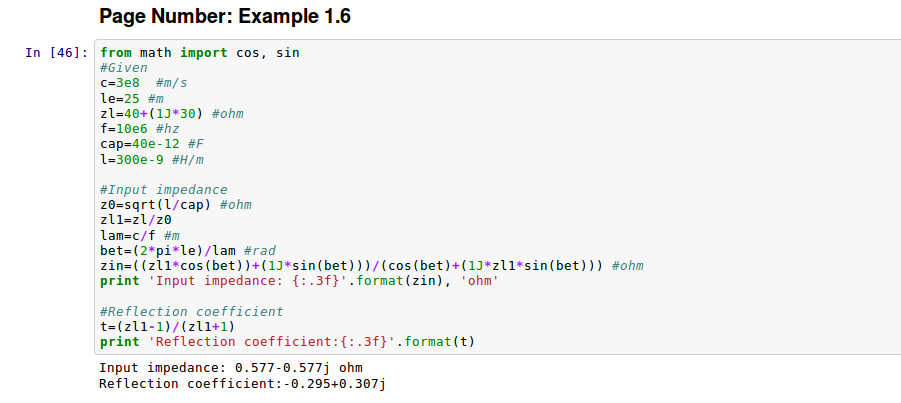 Page Number: Example 1.6
In [46]: from math import cos, sin
#Given
c=3e8  #m/s
le=25 #m
zl=40+(1J*30) #ohm
f=10e6 #hz
cap=40e-12 #F
l=300e-9 #H/m

#Input impedance
z0=sqrt(l/cap) #ohm
zl1=zl/z0
lam=c/f #m
bet=(2*pi*le)/lam #rad
zin=((zl1*cos(bet))+(1J*sin(bet)))/(cos(bet)+(1J*zl1*sin(bet))) #ohm
print 'Input impedance: {:.3f}'.format(zin), 'ohm'

#Reflection coefficient
t=(zl1-1)/(zl1+1)
print 'Reflection coefficient:{:.3f}'.format(t)
Input impedance: 0.577-0.577j ohm
Reflection coefficient:-0.295+0.307j